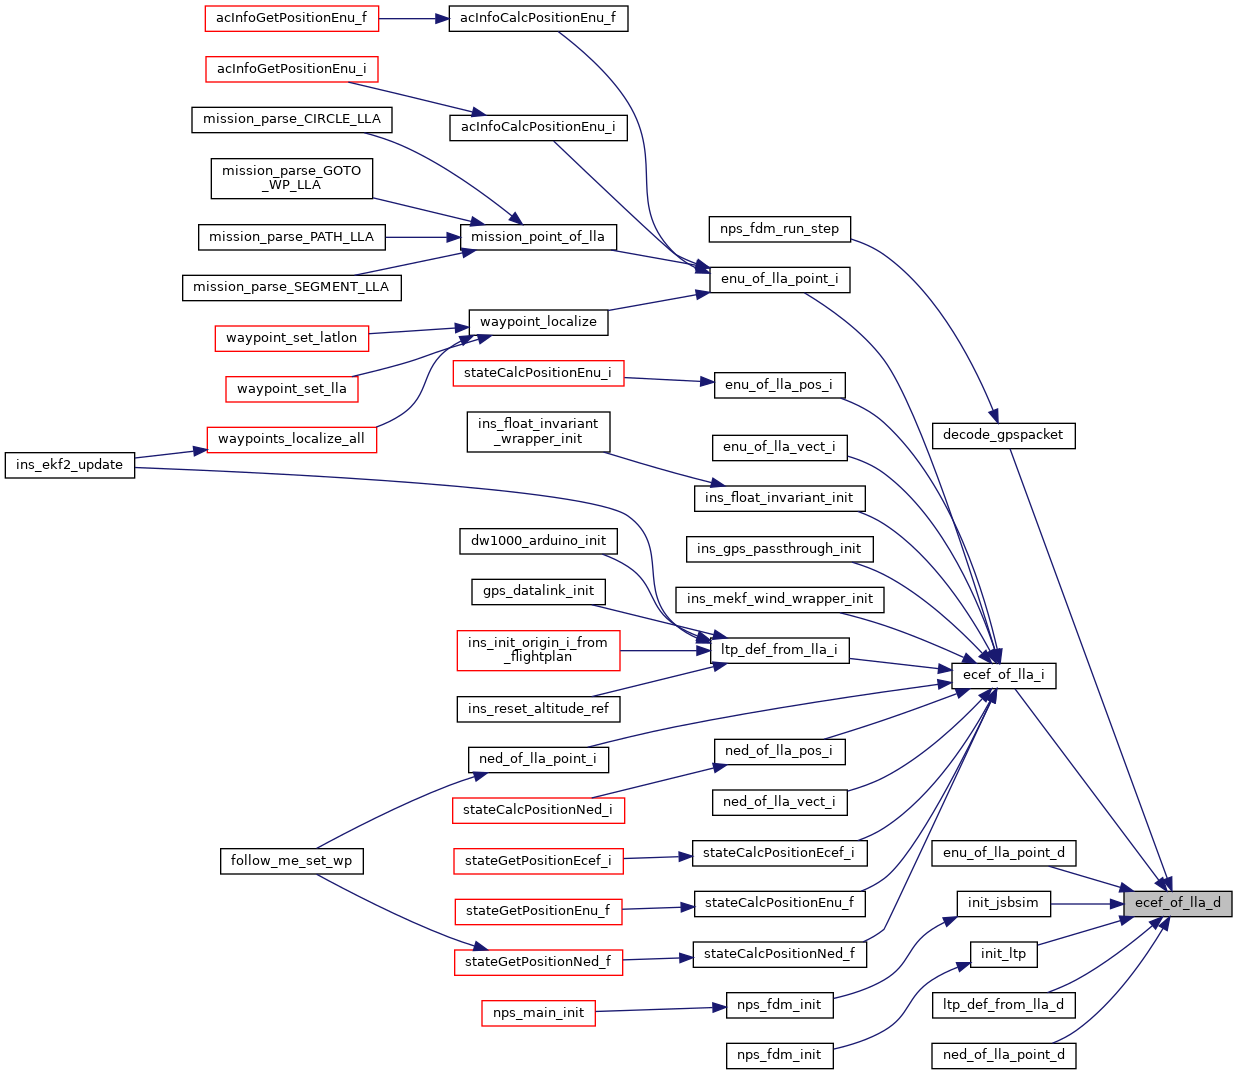 acInfoGetPositionEnu_f
acInfoCalcPositionEnu_f
acInfoGetPositionEnu_i
mission_parse_CIRCLE_LLA
acInfoCalcPositionEnu_i
mission_parse_GOTO
_WP_LLA
mission_parse_PATH_LLA
mission_point_of_lla
nps_fdm_run_step
mission_parse_SEGMENT_LLA
enu_of_lla_point_i
waypoint_localize
waypoint_set_latlon
stateCalcPositionEnu_i
waypoint_set_lla
enu_of_lla_pos_i
ins_float_invariant
_wrapper_init
waypoints_localize_all
decode_gpspacket
enu_of_lla_vect_i
ins_ekf2_update
ins_float_invariant_init
dw1000_arduino_init
ins_gps_passthrough_init
gps_datalink_init
ins_mekf_wind_wrapper_init
ins_init_origin_i_from
_flightplan
ltp_def_from_lla_i
ecef_of_lla_i
ins_reset_altitude_ref
ned_of_lla_point_i
ned_of_lla_pos_i
stateCalcPositionNed_i
ned_of_lla_vect_i
follow_me_set_wp
stateGetPositionEcef_i
stateCalcPositionEcef_i
enu_of_lla_point_d
stateGetPositionEnu_f
stateCalcPositionEnu_f
init_jsbsim
ecef_of_lla_d
stateGetPositionNed_f
stateCalcPositionNed_f
init_ltp
nps_main_init
nps_fdm_init
ltp_def_from_lla_d
nps_fdm_init
ned_of_lla_point_d